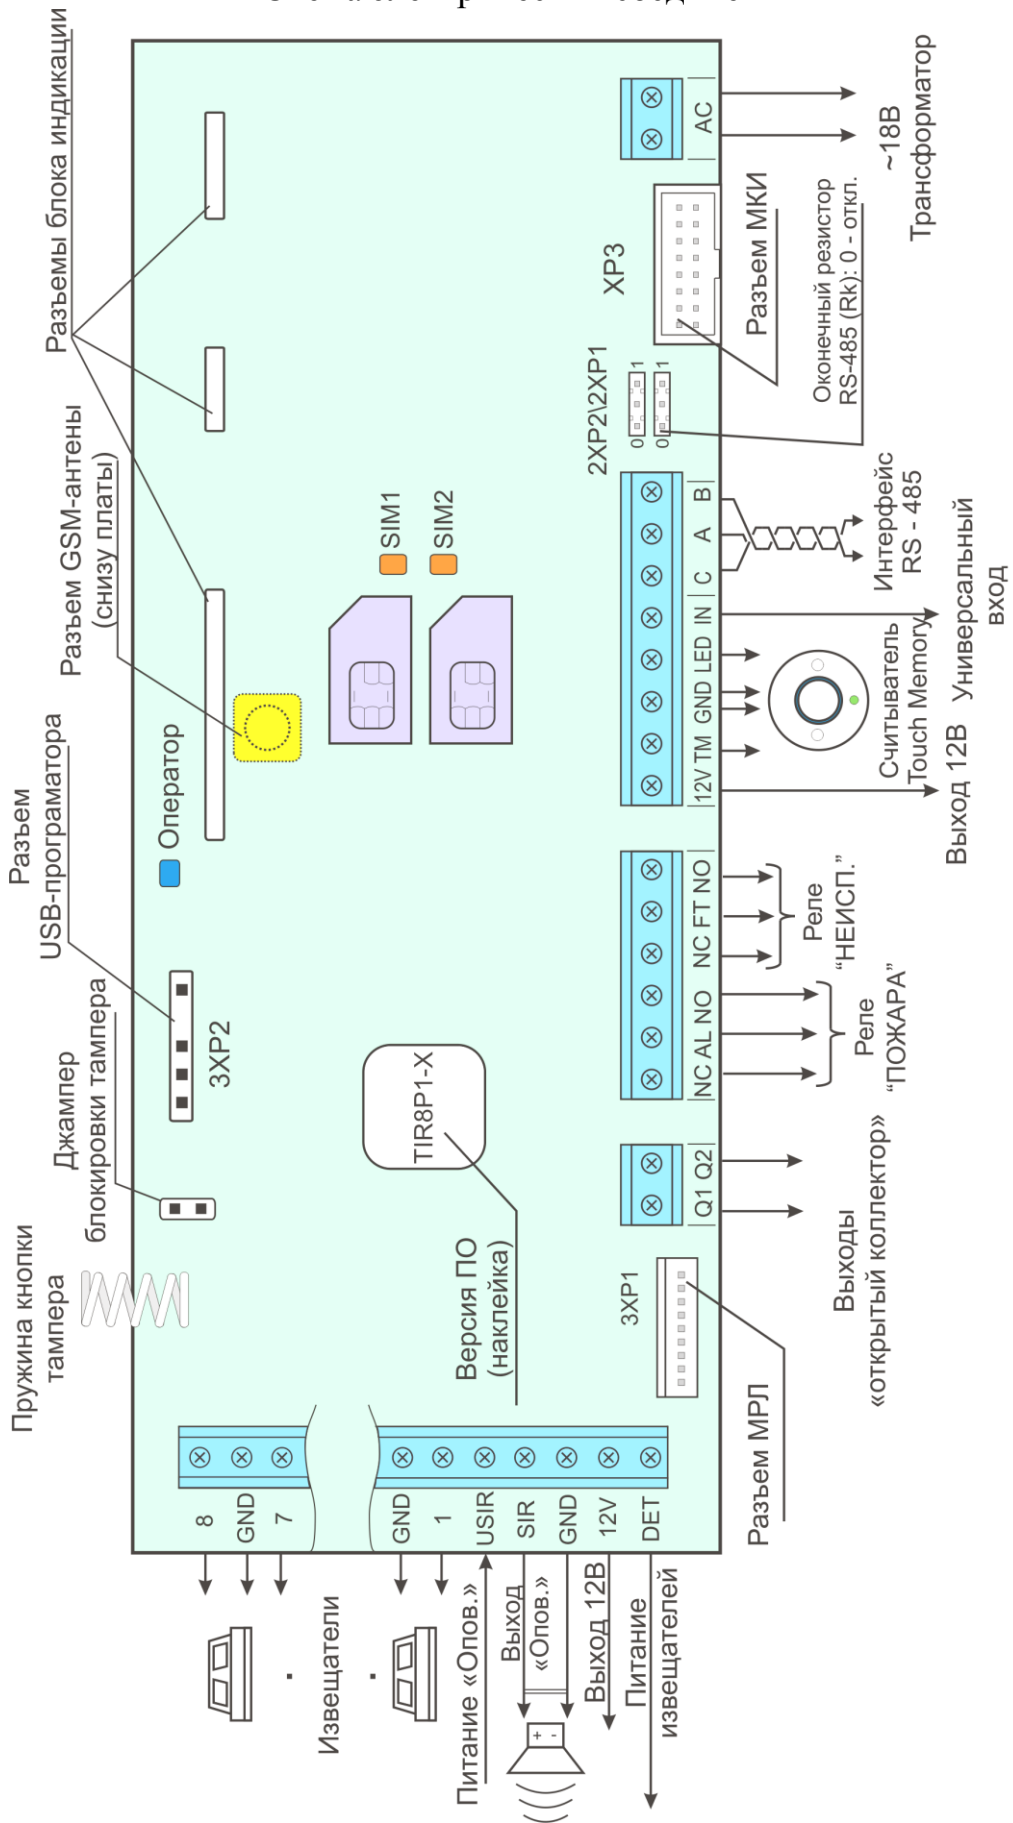 Пружина кнопки
тампера
Джампер
блокировки тампера
Разъем
USB-програматора
Разъем GSM-антены
(снизу платы)
Разъемы блока индикации
3XP2
Оператор
8
GND
7
GND
1
USIR
SIR
GND
12V
DET
Извещатели
Питание «Опов.»
Выход
«Опов.»
+
-
Выход 12В
Питание
извещателей
TIR8P1-X
Версия ПО
(наклейка)
SIM1
SIM2
3XP1
2XP2\2XP1
0
1
0
1
XP3
Q1 Q2
NC AL NO
NC FT NO
12V TM GND LED IN
C A B
AC
Разъем МРЛ
Выходы
«открытый коллектор»
Реле
“ПОЖАРА”
Реле
“НЕИСП.”
Выход 12В
Считыватель
Touch Memory
Универсальный
вход
Интерфейс
RS - 485
Разъем МКИ
Оконечный резистор
RS-485 (Rk): 0 - откл.
~18В
Трансформатор